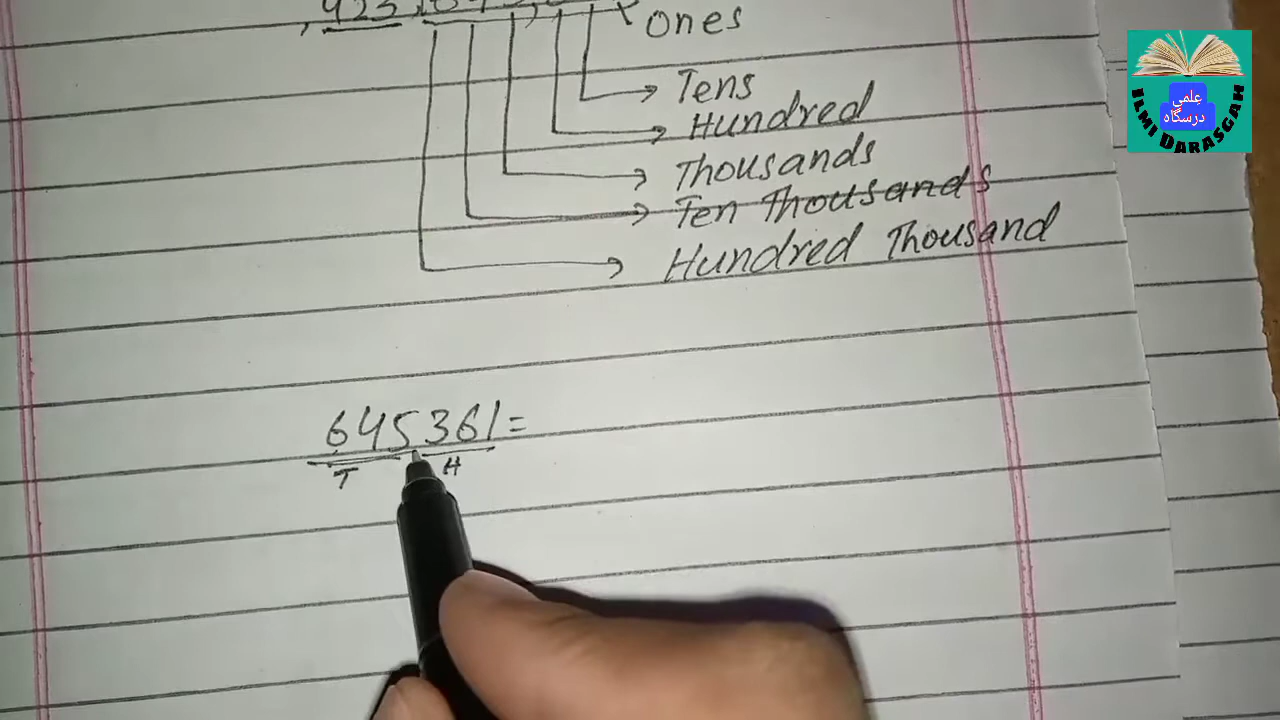 Ones
Tens
Hundred
Thousands
Ten Thousands
Hundred Thousand
645361=
T H
علمی
درسگاہ
ILMI DARASGAH